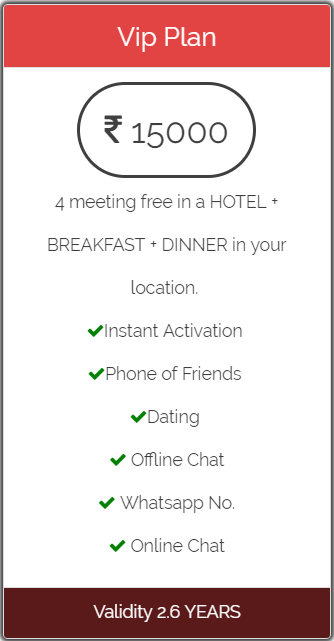 Vip Plan
₹ 15000
4 meeting free in a HOTEL +
BREAKFAST + DINNER in your
location.
Instant Activation
Phone of Friends
Dating
Offline Chat
Whatsapp No.
Online Chat
Validity 2.6 YEARS